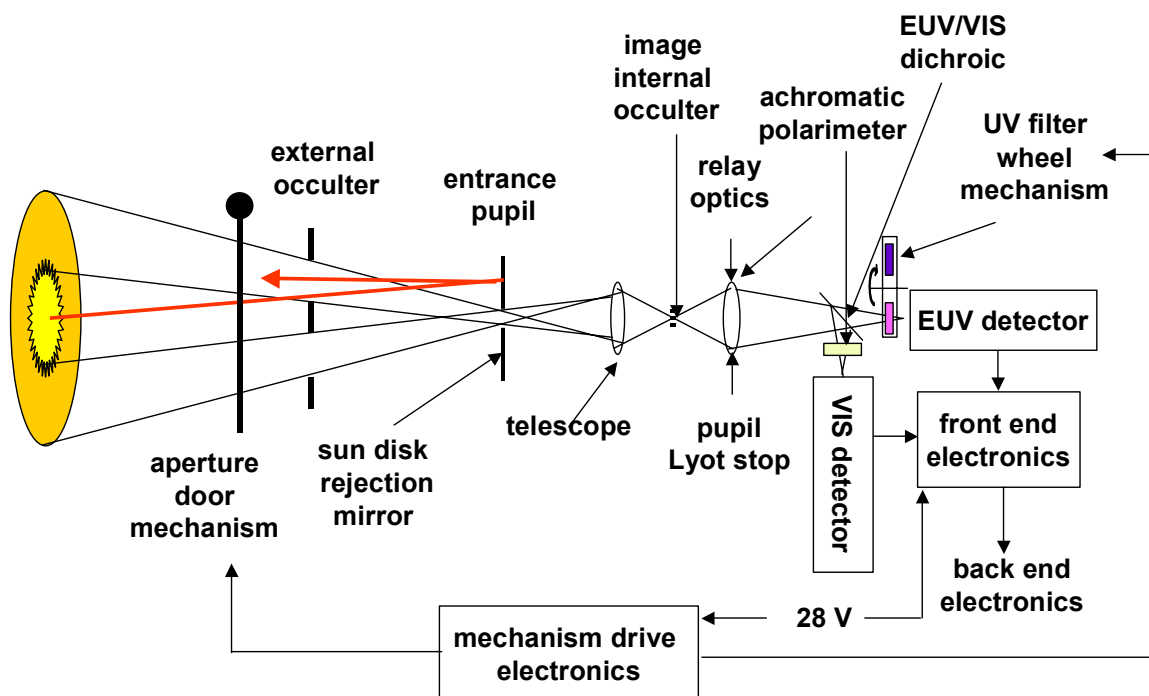 EUV/VIS
dichroic
image
internal
occulter
achromatic
polarimeter
UV filter
wheel
mechanism
external
occulter
entrance
pupil
relay
optics
EUV detector
telescope
pupil
Lyot stop
VIS detector
front end
electronics
sun disk
rejection
mirror
aperture
door
mechanism
back end
electronics
28 V
mechanism drive
electronics